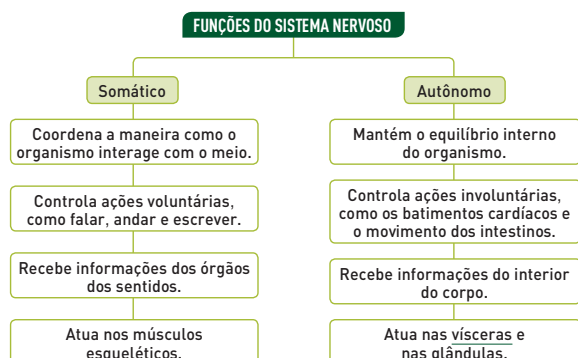 FUNÇÕES DO SISTEMA NERVOSO
Somático
Coordena a maneira como o
organismo interage com o meio.
Controla ações voluntárias,
como falar, andar e escrever.
Recebe informações dos órgãos
dos sentidos.
Atua nos músculos
esqueléticos.
Autônomo
Mantém o equilíbrio interno
do organismo.
Controla ações involuntárias,
como os batimentos cardíacos e
o movimento dos intestinos.
Recebe informações do interior
do corpo.
Atua nas vísceras e
nas glândulas.